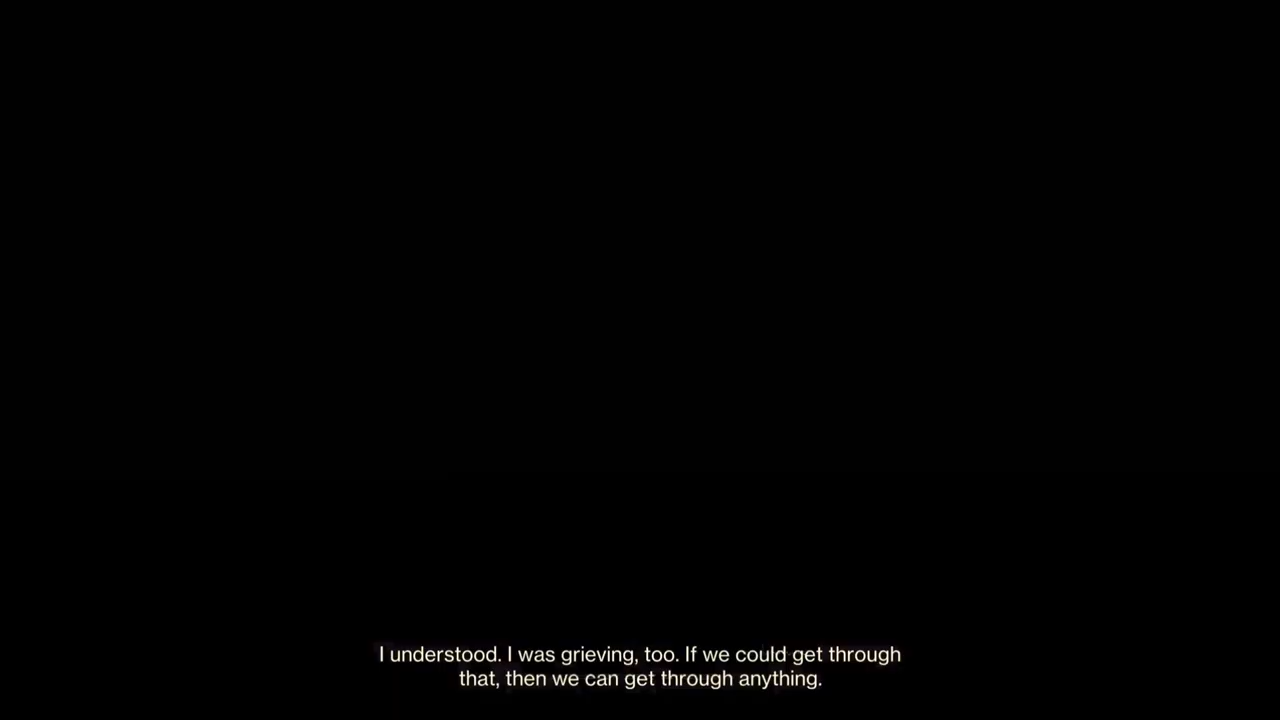 I understood. I was grieving, too. If we could get through
that, then we can get through anything.